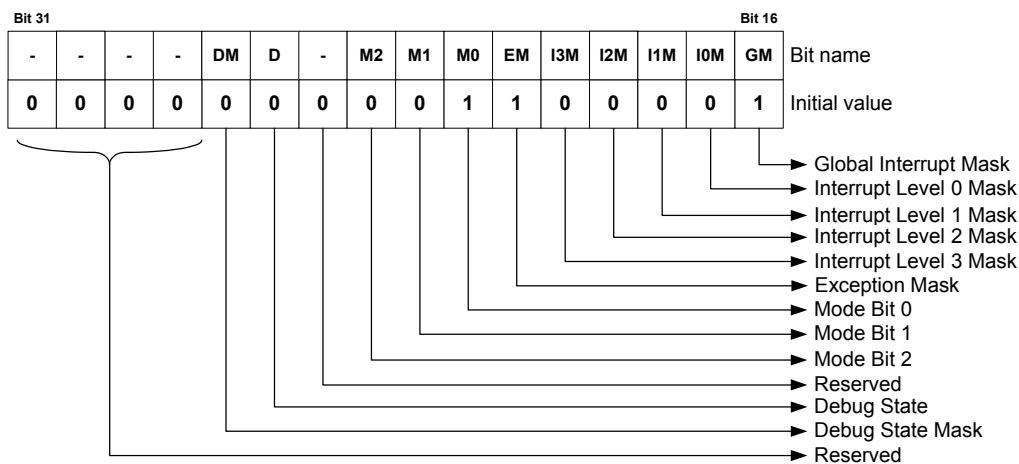 Bit 31 Bit 16
- - - - DM D - M2 M1 M0 EM I3M I2M I1M I0M GM Bit name
0 0 0 0 0 0 0 0 0 1 1 0 0 0 0 1 Initial value
Global Interrupt Mask
Interrupt Level 0 Mask
Interrupt Level 1 Mask
Interrupt Level 2 Mask
Interrupt Level 3 Mask
Exception Mask
Mode Bit 0
Mode Bit 1
Mode Bit 2
Reserved
Debug State
Debug State Mask
Reserved